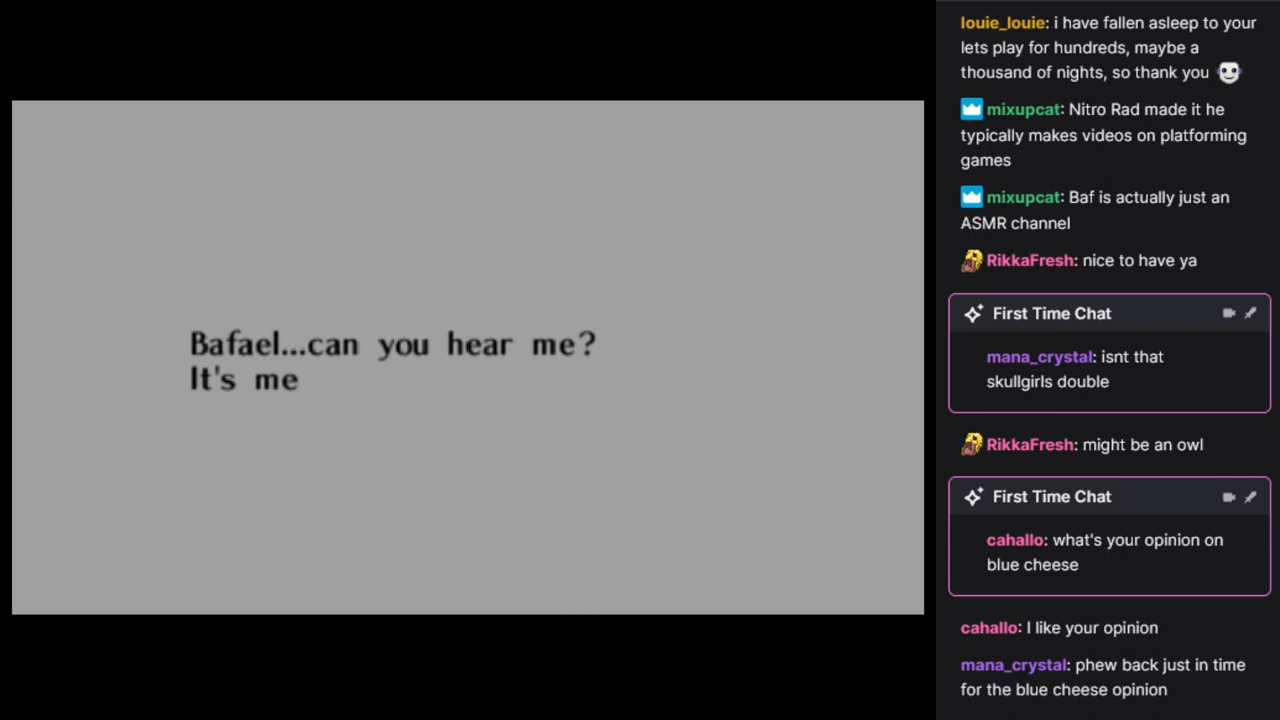 Bafael...can you hear me?
It's me
louie_louie: i have fallen asleep to your
lets play for hundreds, maybe a
thousand of nights, so thank you
mixupcat: Nitro Rad made it he
typically makes videos on platforming
games
mixupcat: Baf is actually just an
ASMR channel
RikkaFresh: nice to have ya
First Time Chat
mana_crystal: isnt that
skullgirls double
RikkaFresh: might be an owl
First Time Chat
cahallo: what's your opinion on
blue cheese
cahallo: I like your opinion
mana_crystal: phew back just in time
for the blue cheese opinion